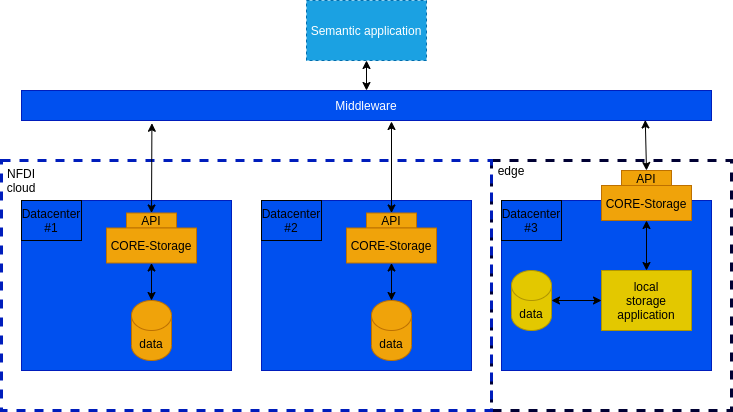 Semantic application
Middleware
NFDI
cloud
edge
Datacenter
#1
API
CORE-Storage
data
Datacenter
#2
API
CORE-Storage
data
Datacenter
#3
API
CORE-Storage
data
local
storage
application